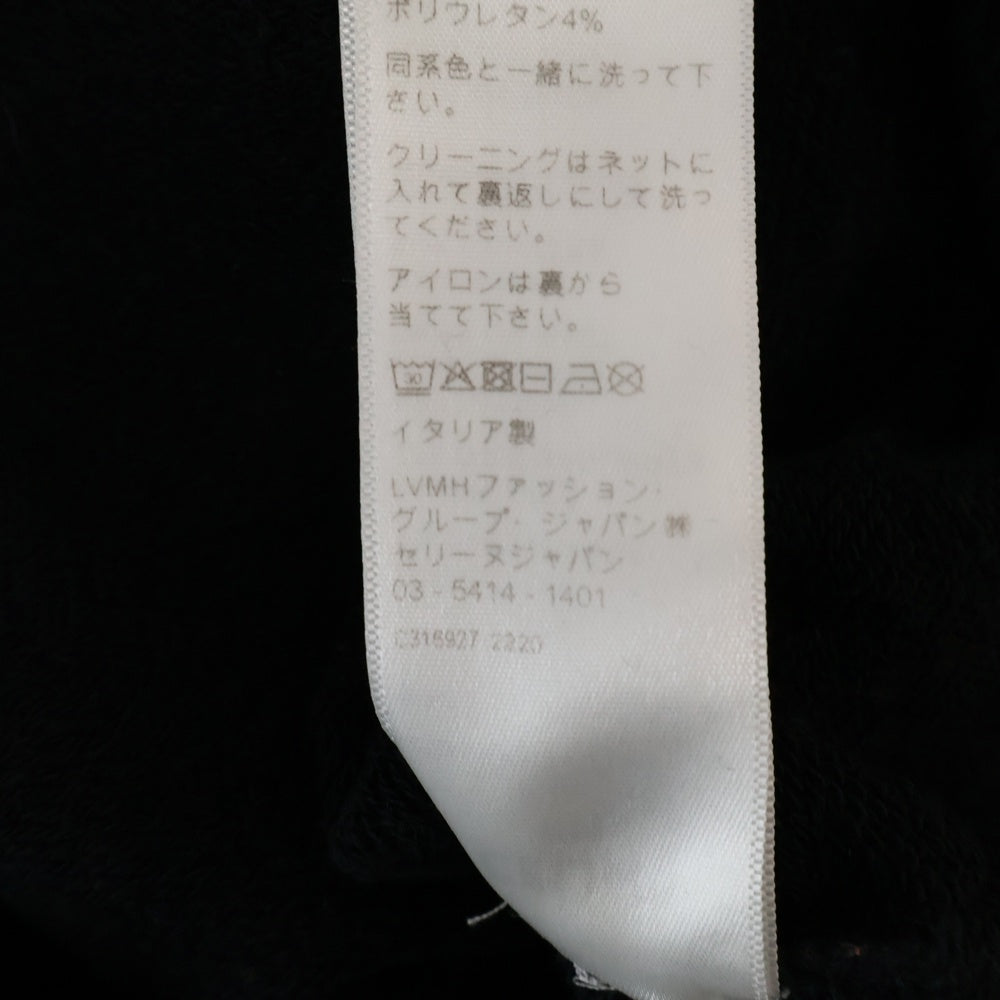 ポリウレタン4%
同系色と一緒に洗って下
さい。
クリーニングはネットに
入れて裏返しにして洗っ
てください。
アイロンは裏から
当てて下さい。
30
イタリア製
LVMHファッション・
グループ・ジャパン㈱
セリーヌジャパン
03 - 5414 - 1401
C316927 2220